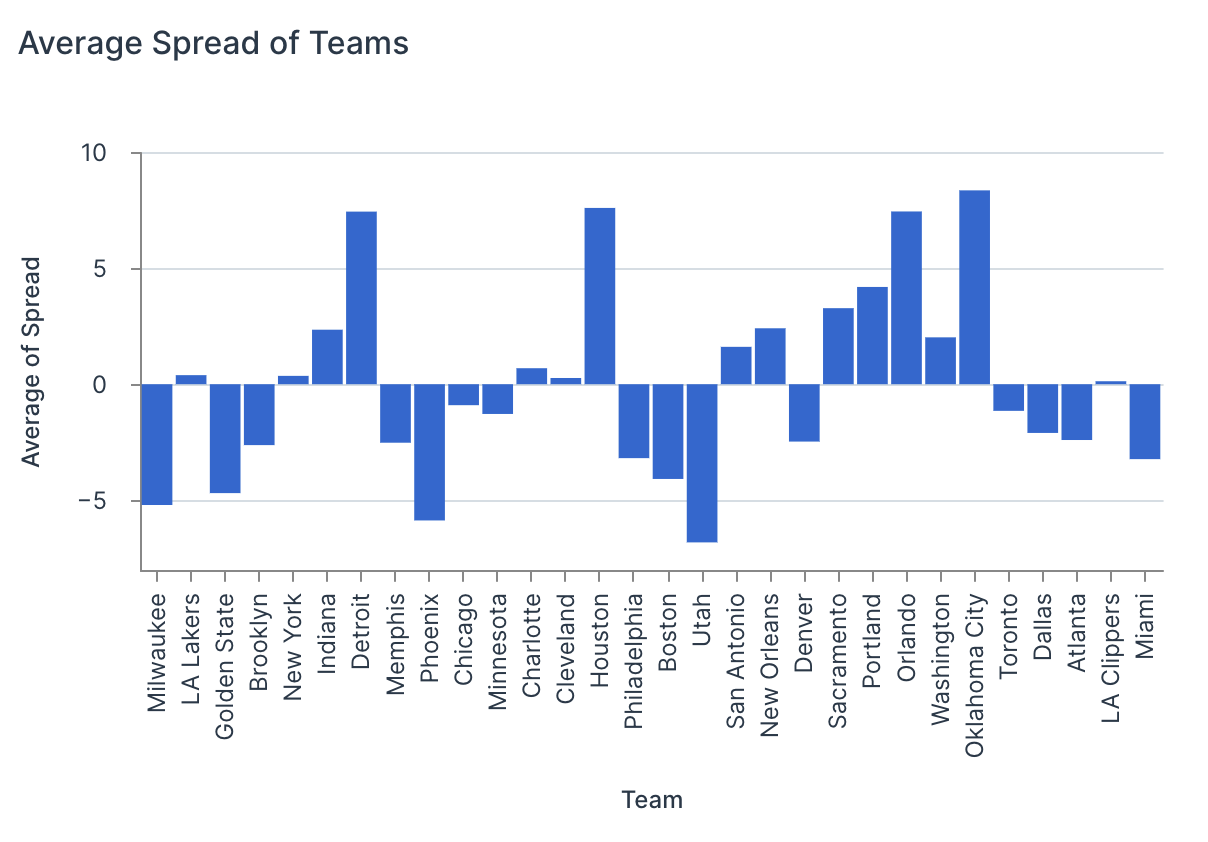 Average Spread of Teams
10
5
0
−5
Average of Spread
Milwaukee
LA Lakers
Golden State
Brooklyn
New York
Indiana
Detroit
Memphis
Phoenix
Chicago
Minnesota
Charlotte
Cleveland
Houston
Philadelphia
Boston
Utah
San Antonio
New Orleans
Denver
Sacramento
Portland
Orlando
Washington
Oklahoma City
Toronto
Dallas
Atlanta
LA Clippers
Miami
Team